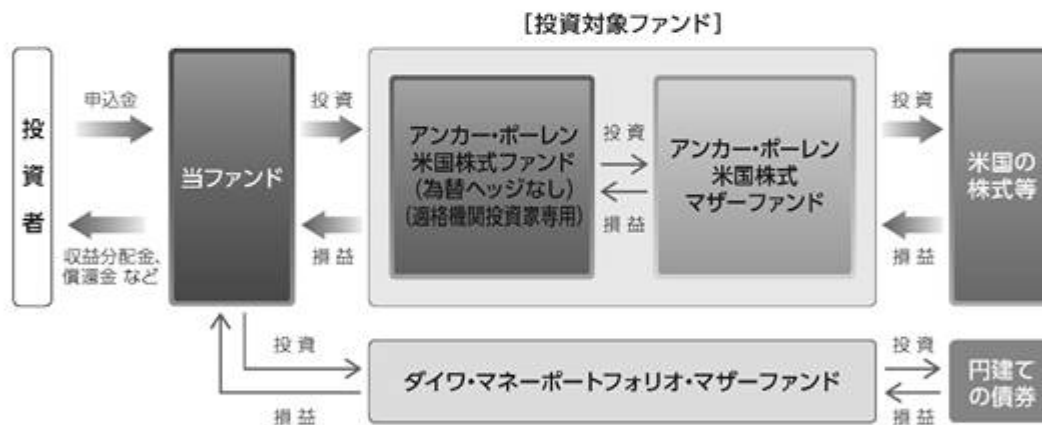 [投資対象ファンド]
投資者
申込金
収益分配金、
償還金 など
当ファンド
投資
損益
アンカー・ポーレン
米国株式ファンド
(為替ヘッジなし)
(適格機関投資家専用)
投資
損益
アンカー・ポーレン
米国株式
マザーファンド
投資
損益
米国の
株式等
投資
損益
ダイワ・マネーポートフォリオ・マザーファンド
投資
損益
円建て
の債券